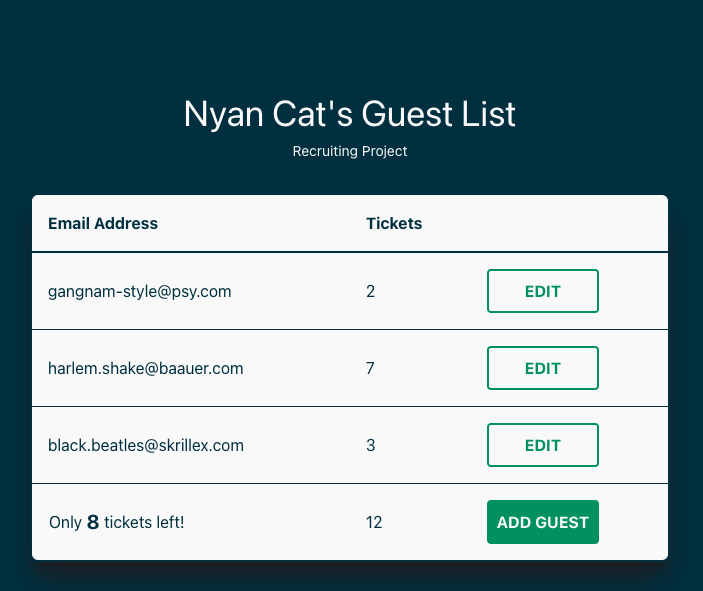 Nyan Cat's Guest List
Recruiting Project
Email Address Tickets
gangnam-style@psy.com 2 EDIT
harlem.shake@baauer.com 7 EDIT
black.beatles@skrillex.com 3 EDIT
Only 8 tickets left! 12 ADD GUEST